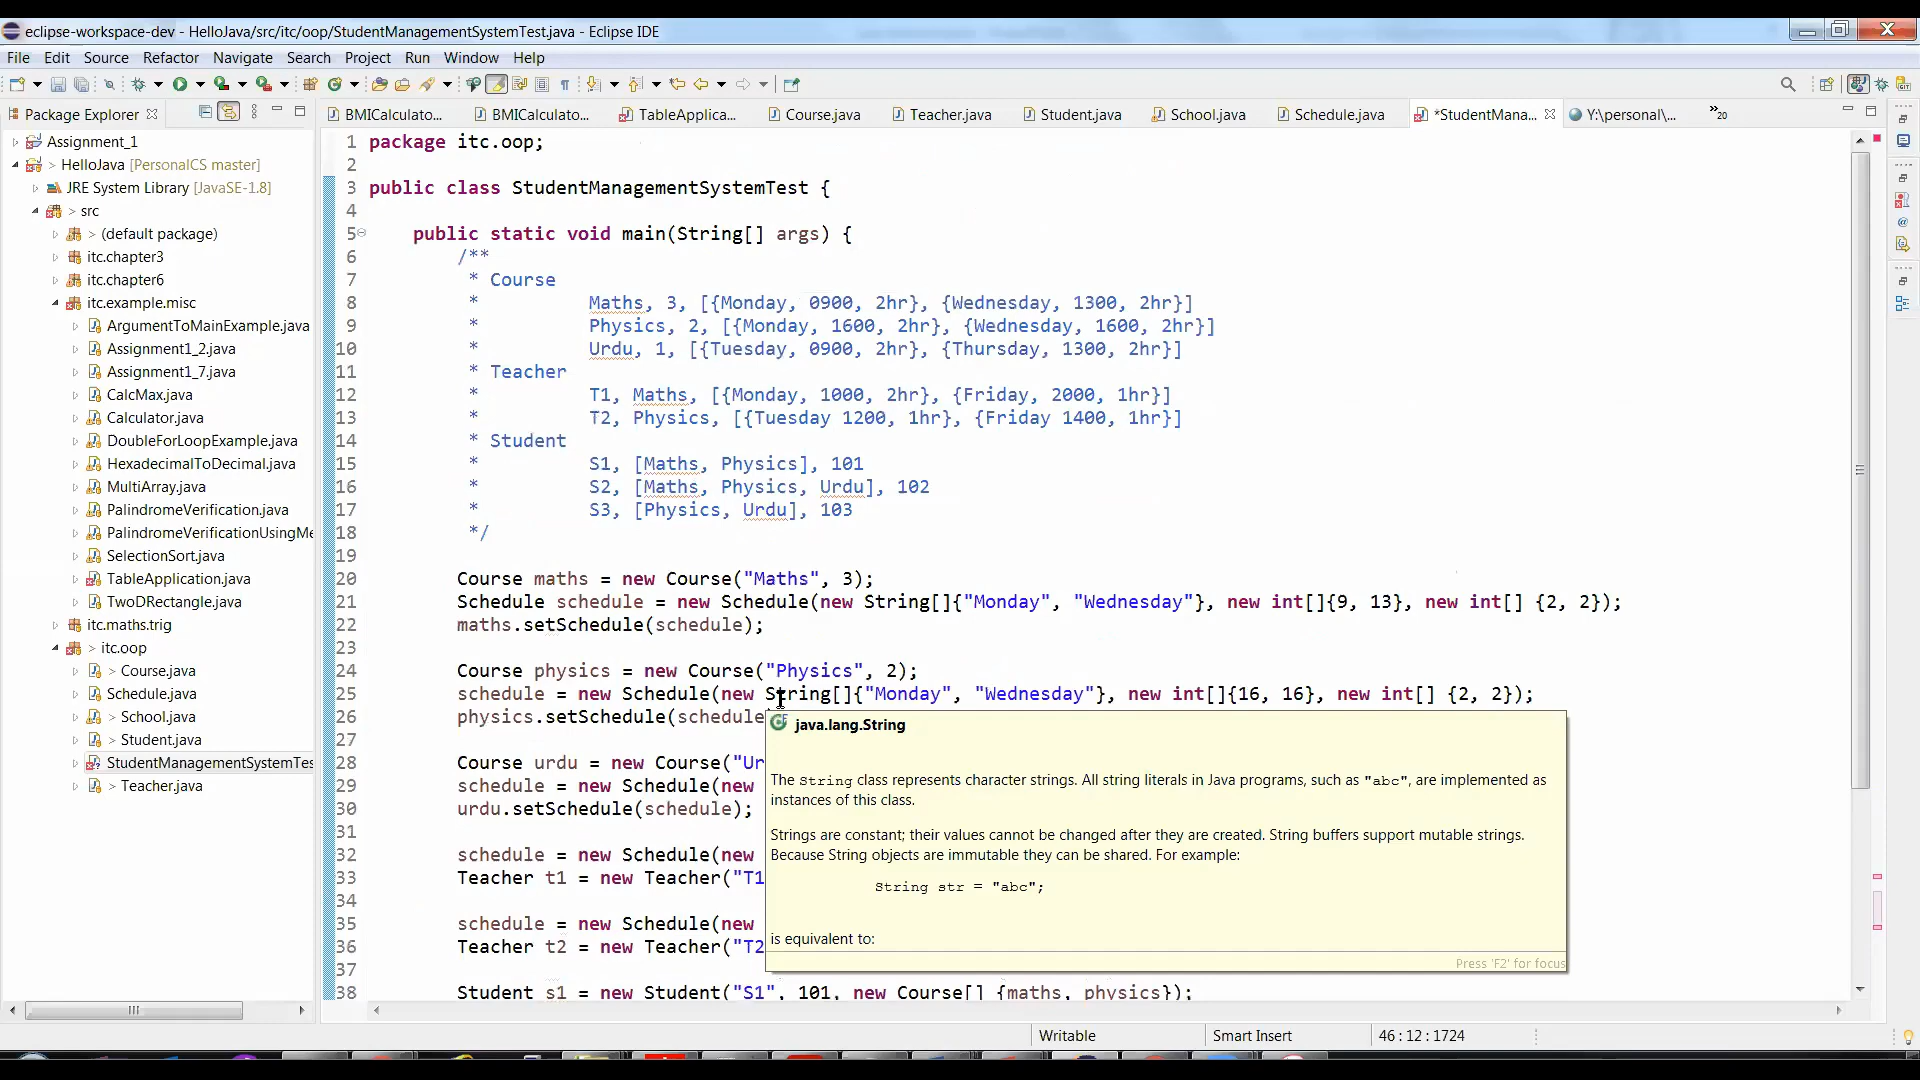 eclipse-workspace-dev - HelloJava/src/itc/oop/StudentManagementSystemTest.java - Eclipse IDE
File Edit Source Refactor Navigate Search Project Run Window Help
Package Explorer
BMICalculato... BMICalculato... TableApplica... Course.java Teacher.java Student.java School.java Schedule.java *StudentMana... Y:\personal\... »20
Assignment_1
> HelloJava [PersonalCS master]
JRE System Library [JavaSE-1.8]
> src
> (default package)
itc.chapter3
itc.chapter6
itc.example.misc
ArgumentToMainExample.java
Assignment1_2.java
Assignment1_7.java
CalcMax.java
Calculator.java
DoubleForLoopExample.java
HexadecimalToDecimal.java
MultiArray.java
PalindromeVerification.java
PalindromeVerificationUsingMe
SelectionSort.java
TableApplication.java
TwoDRectangle.java
itc.maths.trig
> itc.oop
> Course.java
> Schedule.java
> School.java
> Student.java
StudentManagementSystemTes
> Teacher.java
1 package itc.oop;
2
3 public class StudentManagementSystemTest {
4
5 public static void main(String[] args) {
6 /**
7 * Course
8 * Maths, 3, [{Monday, 0900, 2hr}, {Wednesday, 1300, 2hr}]
9 * Physics, 2, [{Monday, 1600, 2hr}, {Wednesday, 1600, 2hr}]
10 * Urdu, 1, [{Tuesday, 0900, 2hr}, {Thursday, 1300, 2hr}]
11 * Teacher
12 * T1, Maths, [{Monday, 1000, 2hr}, {Friday, 2000, 1hr}]
13 * T2, Physics, [{Tuesday 1200, 1hr}, {Friday 1400, 1hr}]
14 * Student
15 * S1, [Maths, Physics], 101
16 * S2, [Maths, Physics, Urdu], 102
17 * S3, [Physics, Urdu], 103
18 */
19
20 Course maths = new Course("Maths", 3);
21 Schedule schedule = new Schedule(new String[]{"Monday", "Wednesday"}, new int[]{9, 13}, new int[] {2, 2});
22 maths.setSchedule(schedule);
23
24 Course physics = new Course("Physics", 2);
25 schedule = new Schedule(new String[]{"Monday", "Wednesday"}, new int[]{16, 16}, new int[] {2, 2});
26 physics.setSchedule(schedule
27
28 Course urdu = new Course("Ur
29 schedule = new Schedule(new
30 urdu.setSchedule(schedule);
31
32 schedule = new Schedule(new
33 Teacher t1 = new Teacher("T1
34
35 schedule = new Schedule(new
36 Teacher t2 = new Teacher("T2
37
38 Student s1 = new Student("S1", 101, new Course[] {maths, physics});
java.lang.String
The String class represents character strings. All string literals in Java programs, such as "abc", are implemented as
instances of this class.
Strings are constant; their values cannot be changed after they are created. String buffers support mutable strings.
Because String objects are immutable they can be shared. For example:
String str = "abc";
is equivalent to:
Press 'F2' for focus
Writable Smart Insert 46 : 12 : 1724